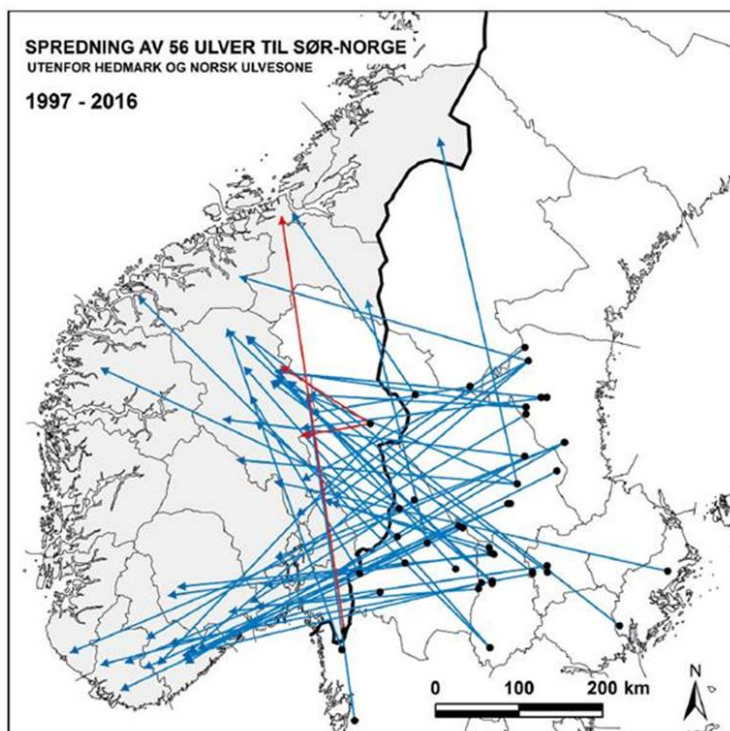 SPREDNING AV 56 ULVER TIL SØR-NORGE
UTENFOR HEDMARK OG NORSK ULVESONE
1997 - 2016
N
0 100 200 km